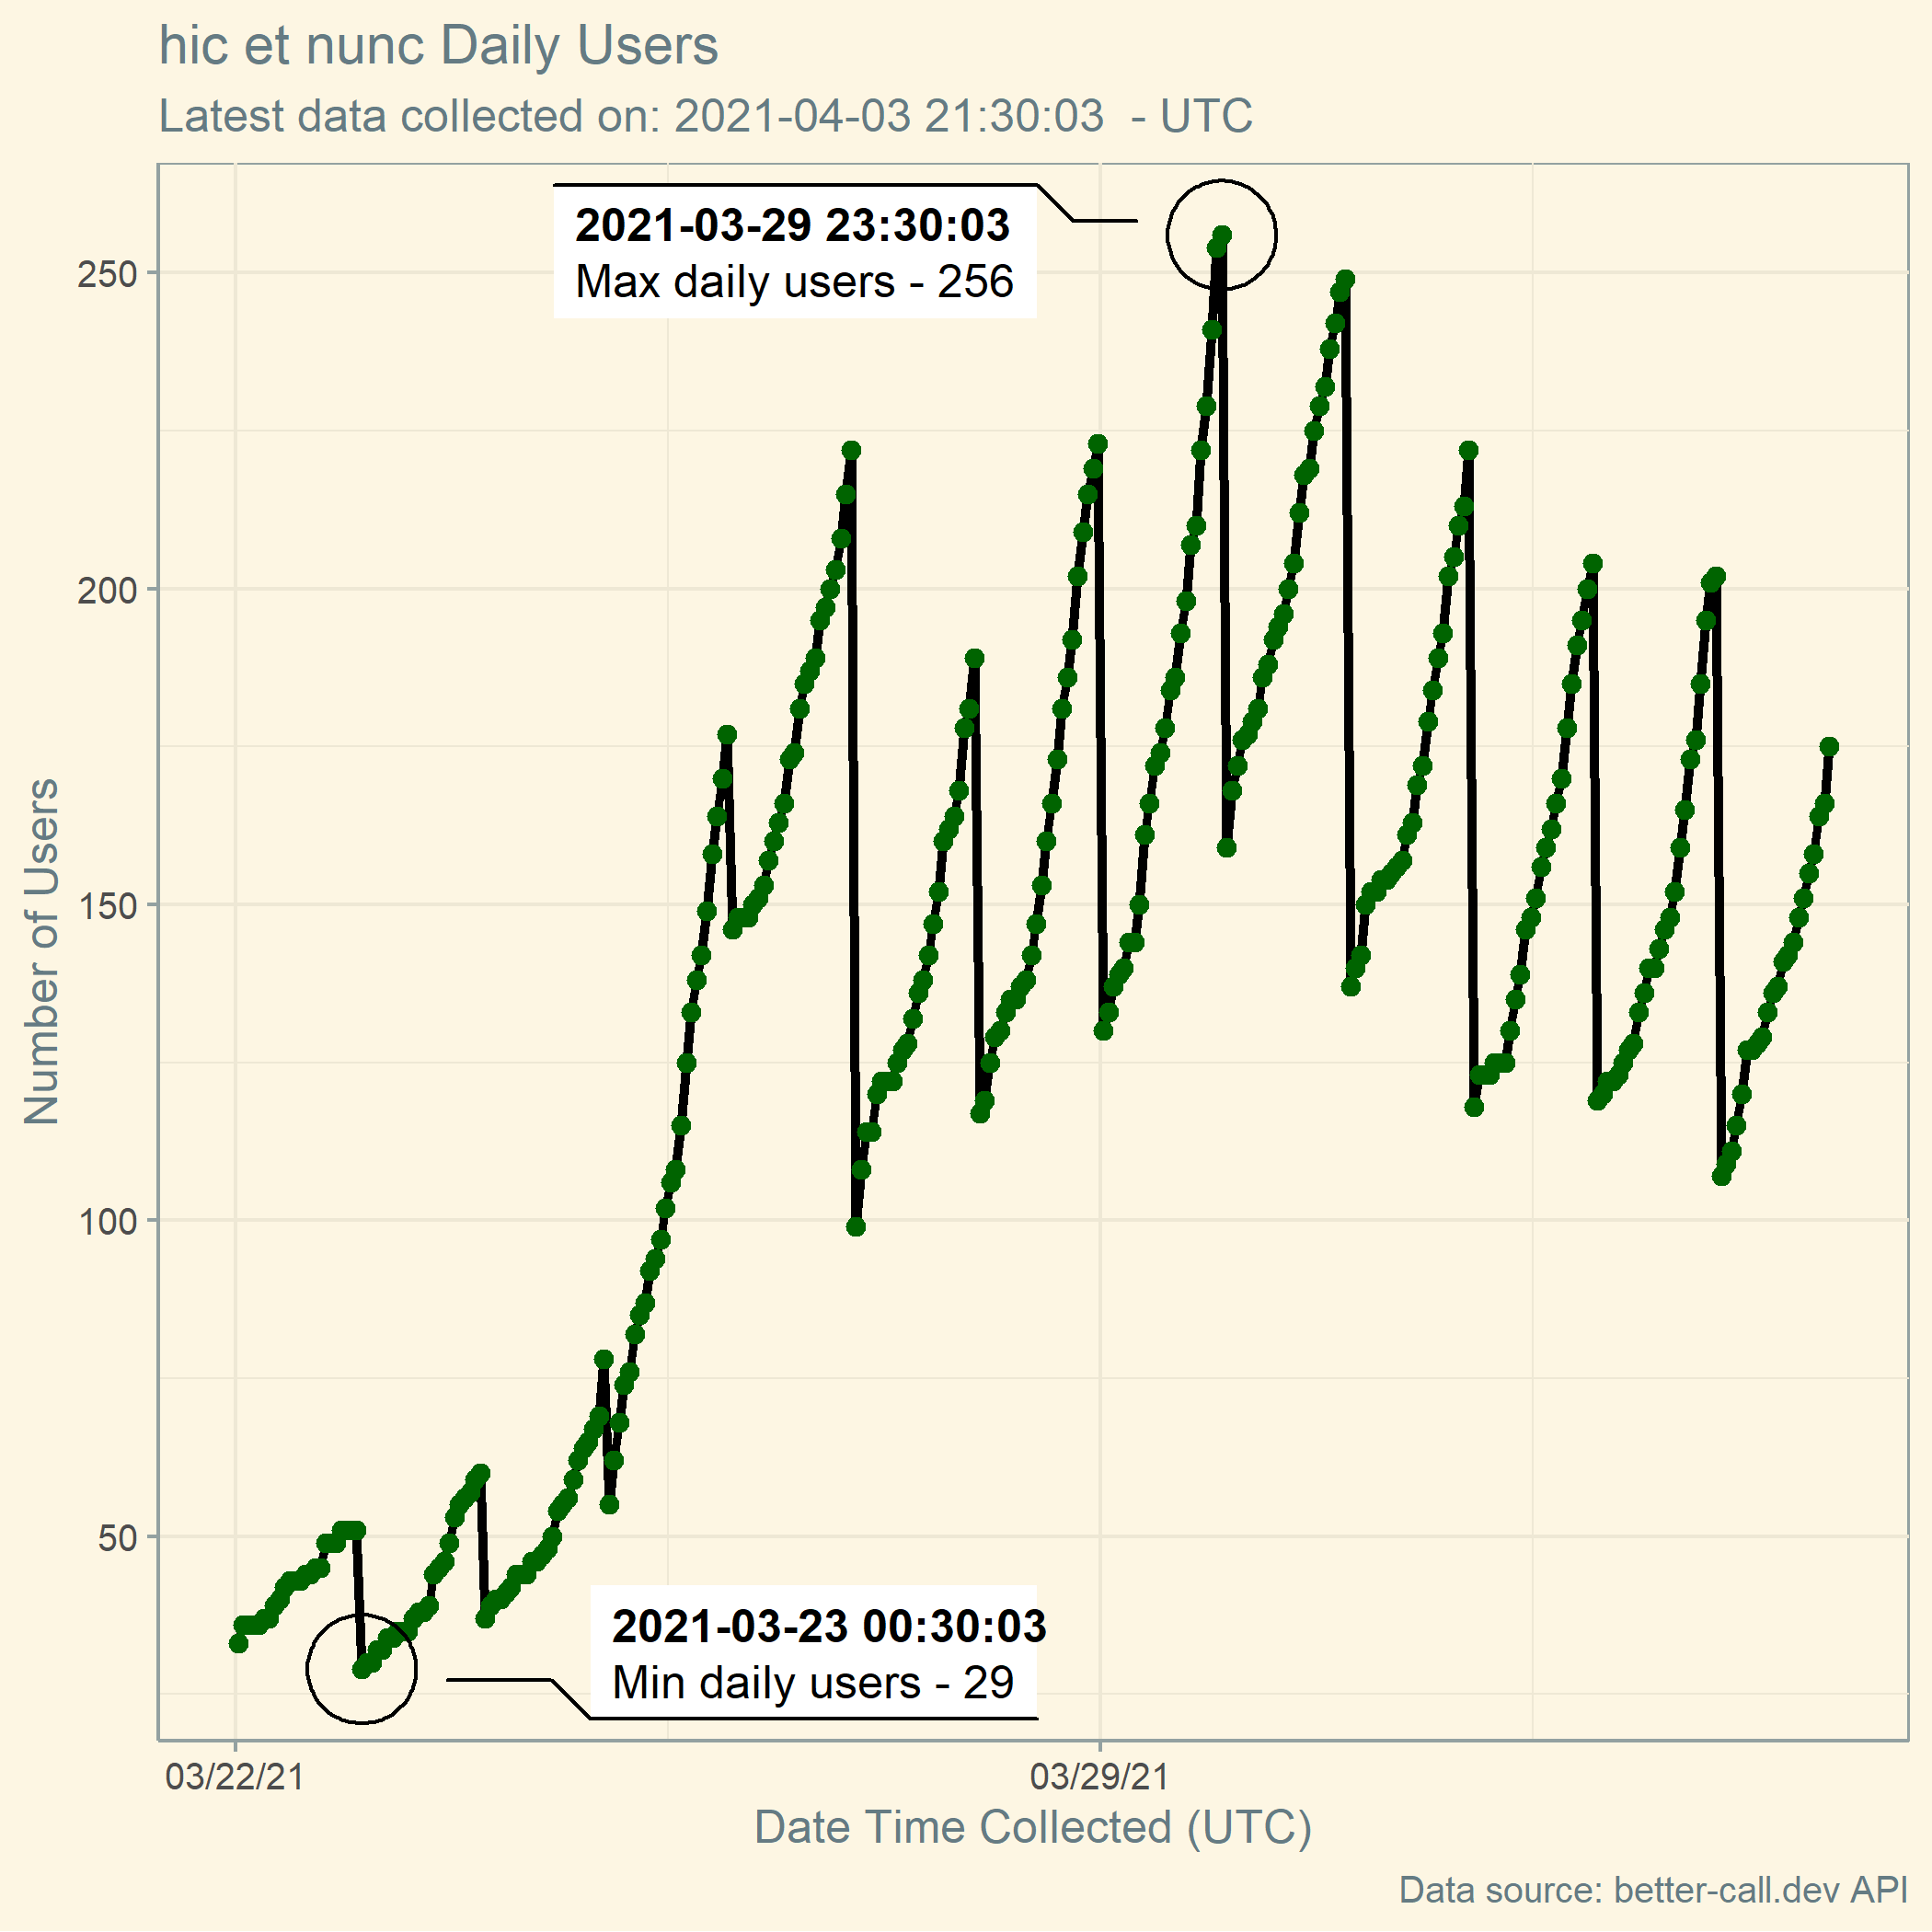 hic et nunc Daily Users
Latest data collected on: 2021-04-03 21:30:03  - UTC
2021-03-29 23:30:03
Max daily users - 256
250
200
150
100
50
Number of Users
2021-03-23 00:30:03
Min daily users - 29
03/22/21
03/29/21
Date Time Collected (UTC)
Data source: better-call.dev API